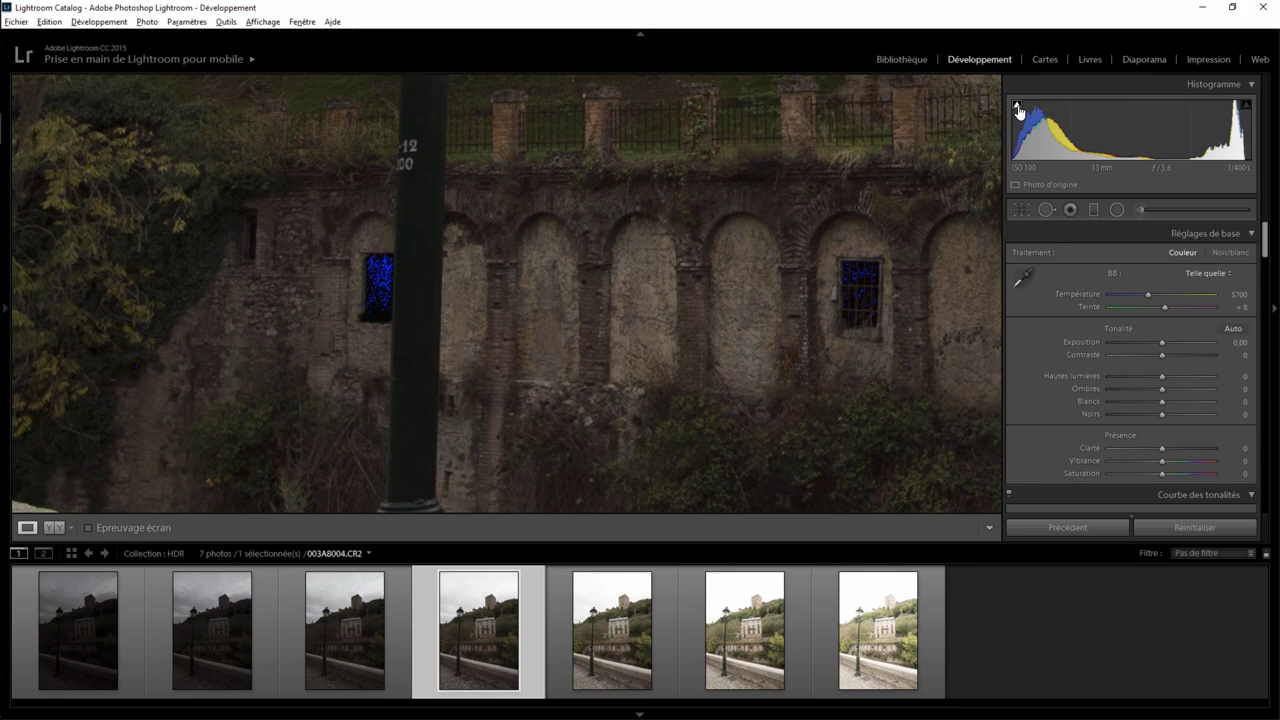 Lightroom Catalog - Adobe Photoshop Lightroom - Développement
Fichier Edition Développement Photo Paramètres Outils Affichage Fenêtre Aide
Lr
Adobe Lightroom CC 2015
Prise en main de Lightroom pour mobile
Bibliothèque | Développement | Cartes | Livres | Diaporama | Impression | Web
Histogramme
ISO 100 13 mm ƒ / 5,6 1/400 s
Photo d'origine
Réglages de base
Traitement : Couleur Noir/blanc
BB : Telle quelle
Température 5700
Teinte + 8
Tonalité Auto
Exposition 0,00
Contraste 0
Hautes lumières 0
Ombres 0
Blancs 0
Noirs 0
Présence
Clarté 0
Vibrance 0
Saturation 0
Courbe des tonalités
Précédent Réinitialiser
-12
00
Y Y Epreuvage écran
1 2 Collection : HDR 7 photos / 1 sélectionnée(s) / 003A8004.CR2 Filtre : Pas de filtre